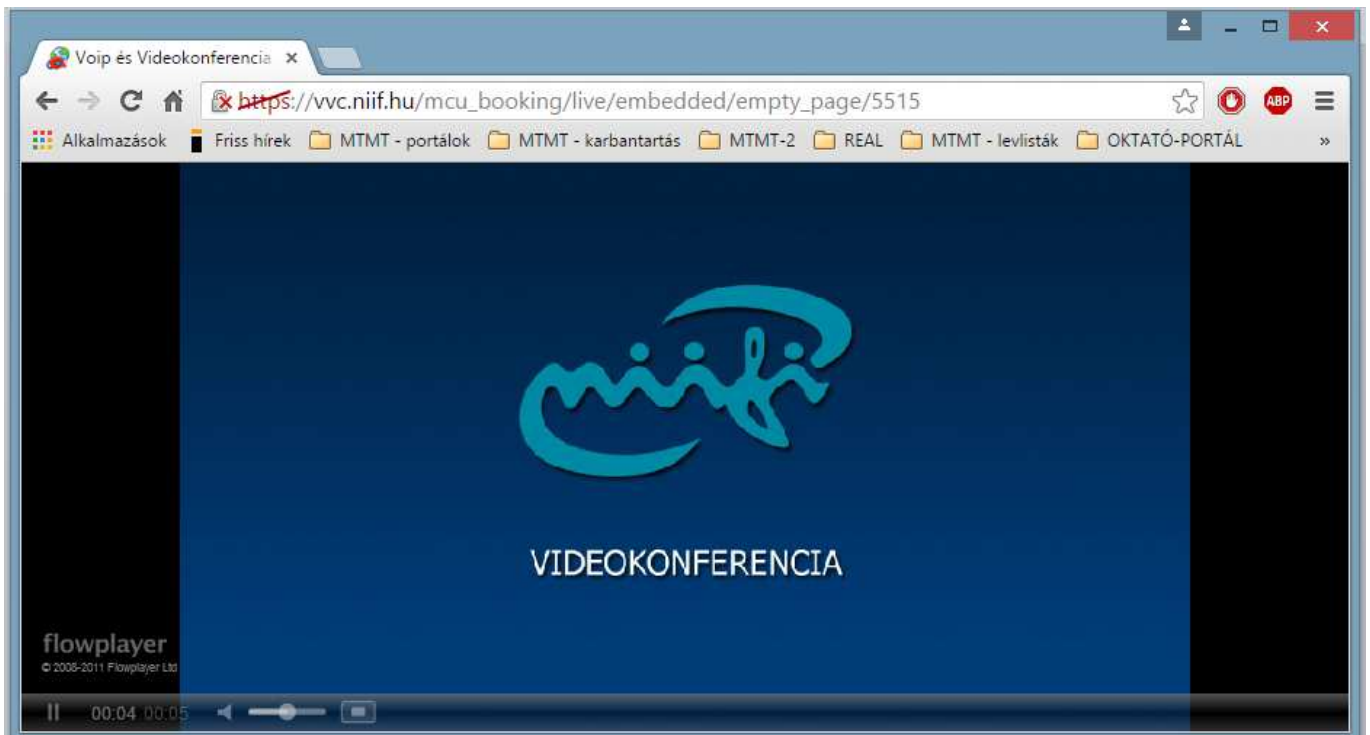 Voip és Videokonferencia
https://vvc.niif.hu/mcu_booking/live/embedded/empty_page/5515
ABP
Alkalmazások Friss hírek MTMT - portálok MTMT - karbantartás MTMT-2 REAL MTMT - levlisták OKTATÓ-PORTÁL »
niifi
VIDEOKONFERENCIA
flowplayer
© 2008-2011 Flowplayer Ltd
00:04 00:05